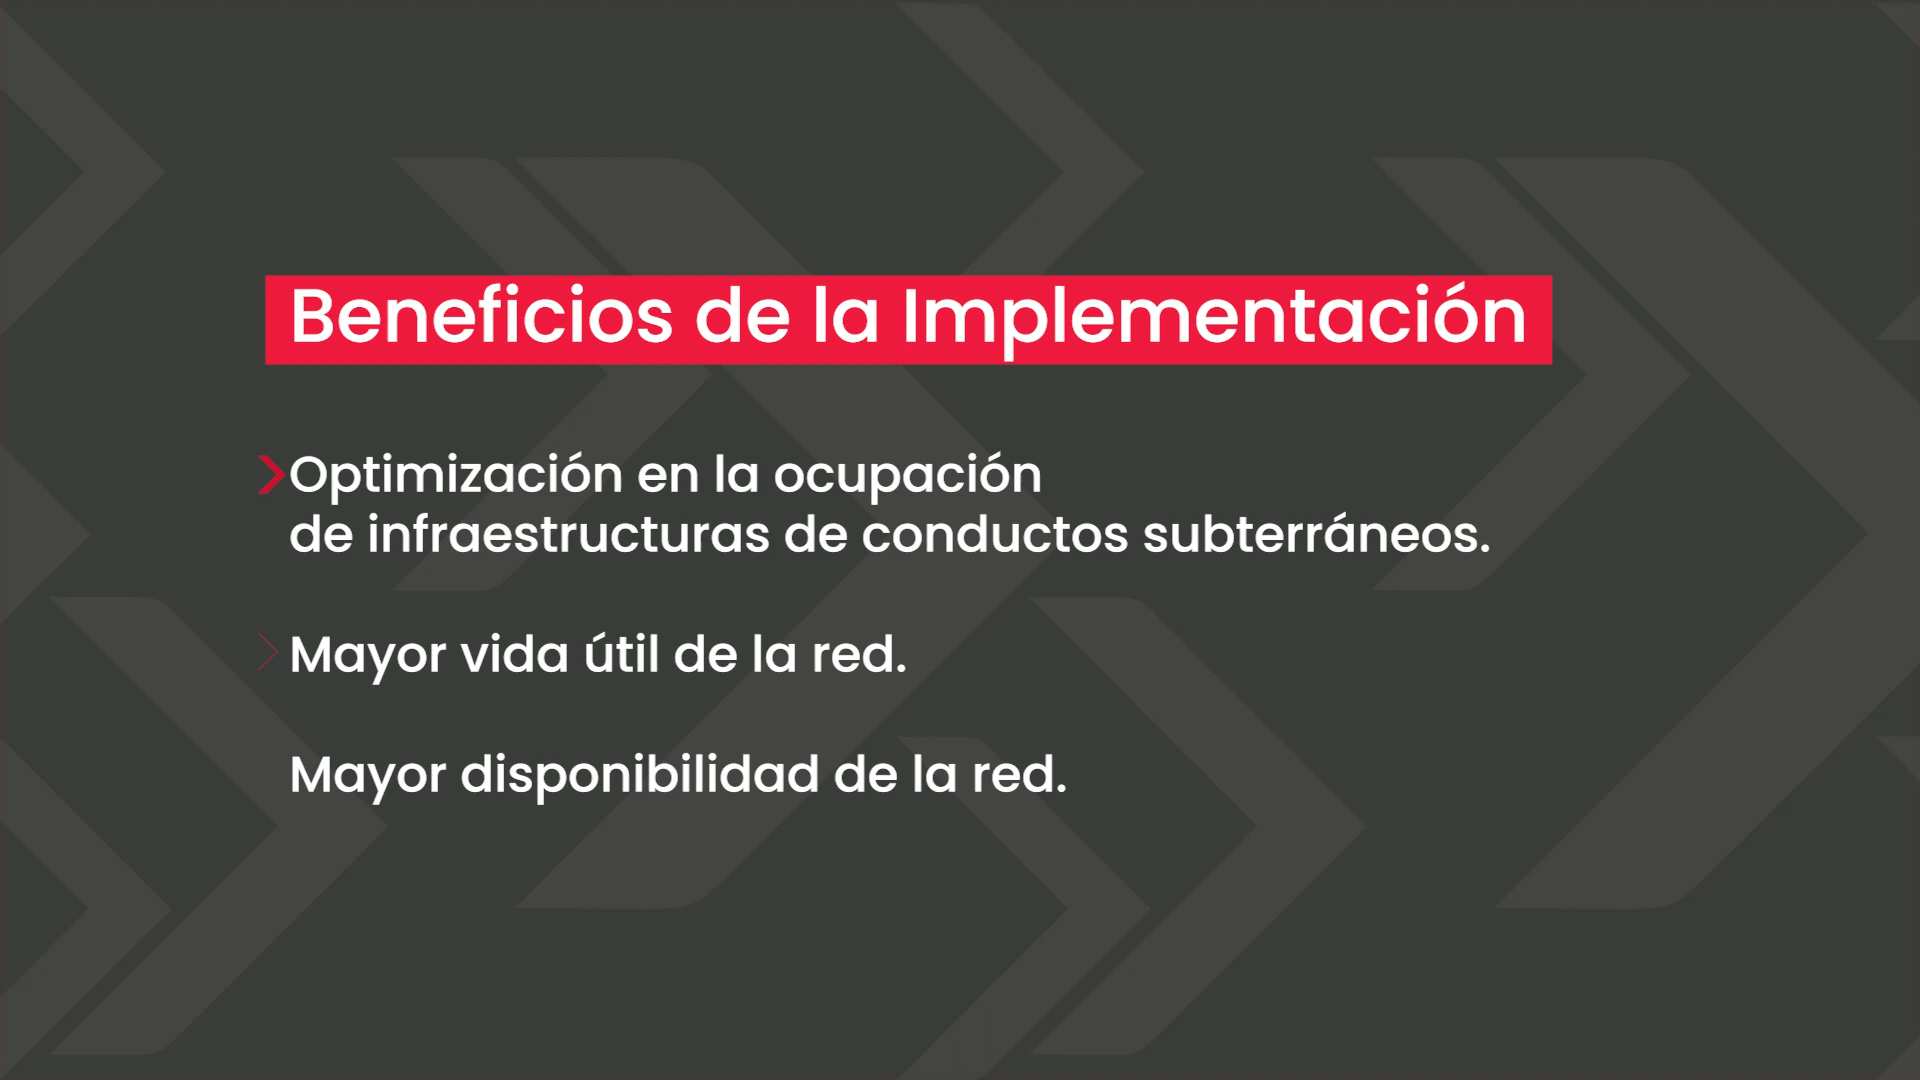 Beneficios de la Implementación
Optimización en la ocupación
de infraestructuras de conductos subterráneos.
Mayor vida útil de la red.
Mayor disponibilidad de la red.